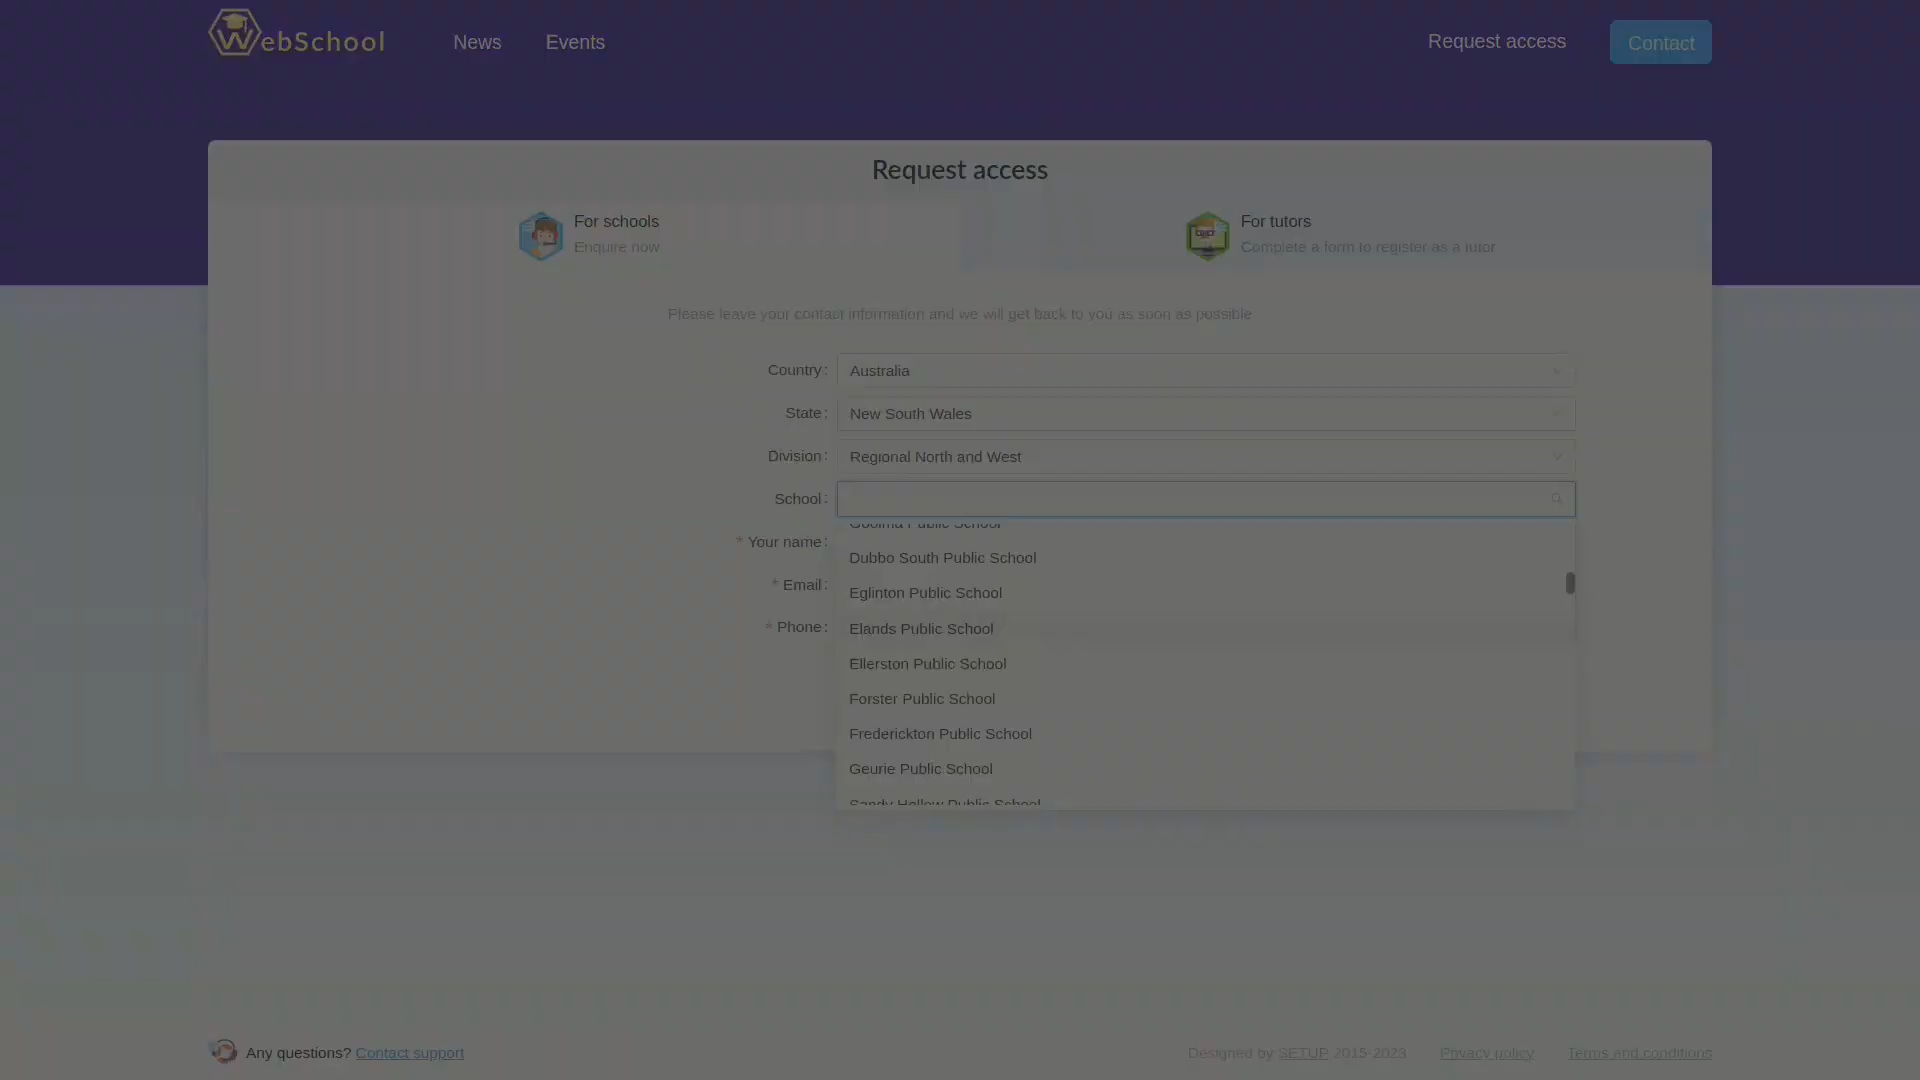 WebSchool News Events Request access Contact
Request access
For schools For tutors
Enquire now Complete a form to register as a tutor
Please leave your contact information and we will get back to you as soon as possible
Country: Australia
State: New South Wales
Division: Regional North and West
School:
Goolma Public School
* Your name:
Dubbo South Public School
* Email:
Eglinton Public School
* Phone:
Elands Public School
Ellerston Public School
Forster Public School
Frederickton Public School
Geurie Public School
Sandy Hollow Public School
Any questions? Contact support Designed by SETUP 2015-2023 Privacy policy Terms and conditions